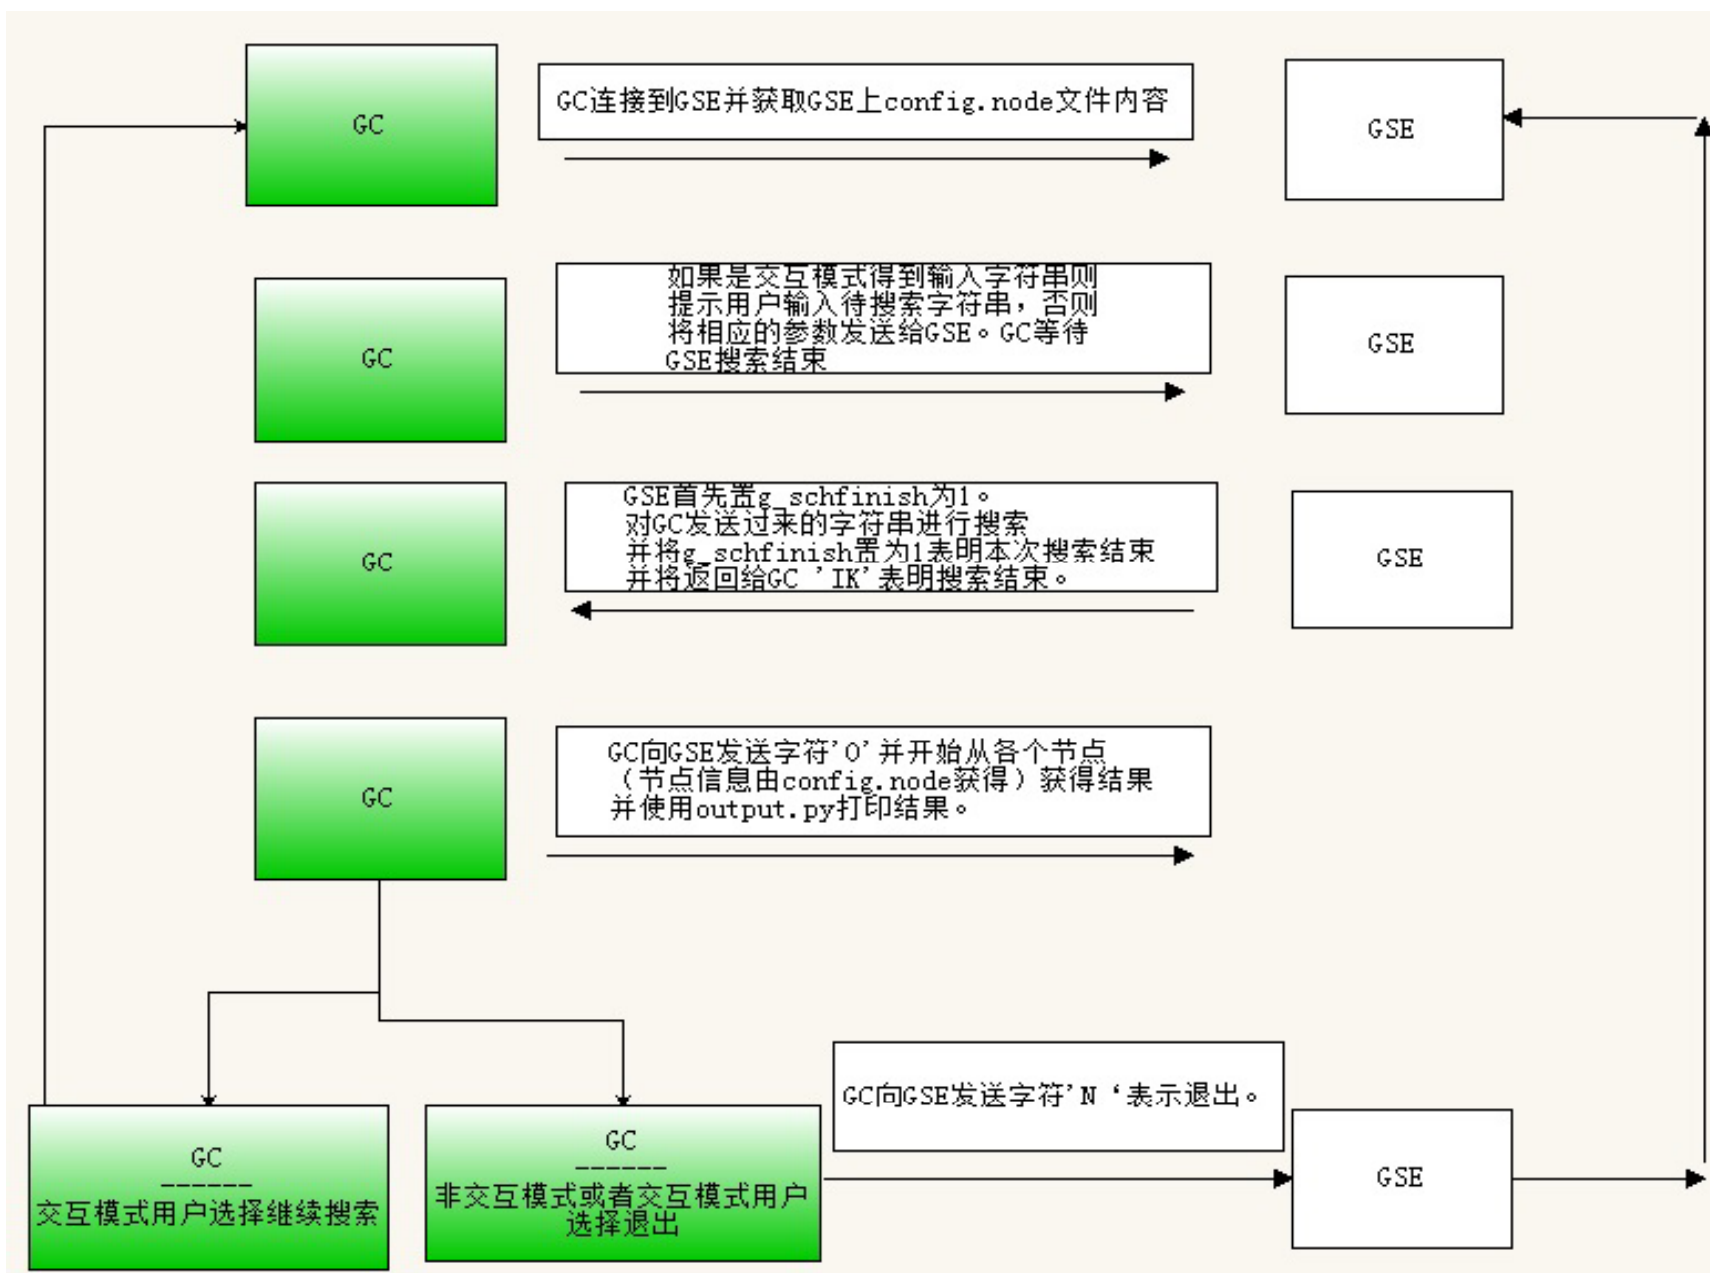 GC
GC连接到GSE并获取GSE上config.node文件内容
GSE
GC
如果是交互模式得到输入字符串则
提示用户输入待搜索字符串，否则
将相应的参数发送给GSE。GC等待
GSE搜索结束
GSE
GC
GSE首先置g_schfinish为1。
对GC发送过来的字符串进行搜索
并将g_schfinish置为1表明本次搜索结束
并将返回给GC 'IK'表明搜索结束。
GSE
GC
GC向GSE发送字符'O'并开始从各个节点
（节点信息由config.node获得）获得结果
并使用output.py打印结果。
GC
------
交互模式用户选择继续搜索
GC
------
非交互模式或者交互模式用户
选择退出
GC向GSE发送字符'N‘表示退出。
GSE